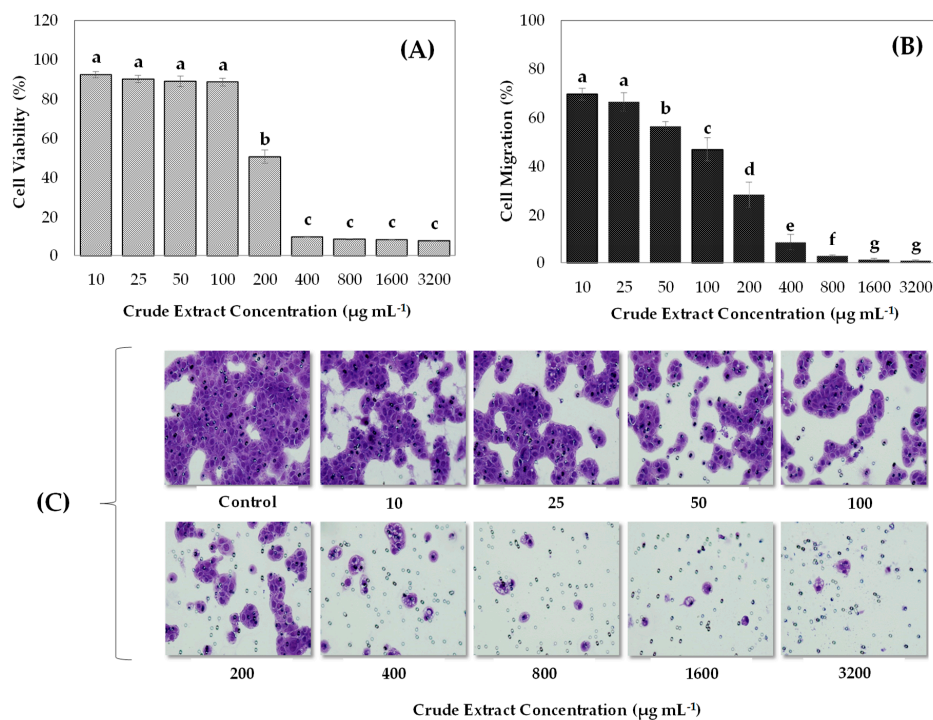 (A)
Cell Viability (%)
120
100
80
60
40
20
0
a a a a b c c c c
10 25 50 100 200 400 800 1600 3200
Crude Extract Concentration (µg mL-1)
(B)
Cell Migration (%)
80
60
40
20
0
a a b c d e f g g
10 25 50 100 200 400 800 1600 3200
Crude Extract Concentration (µg mL-1)
(C)
Control 10 25 50 100
200 400 800 1600 3200
Crude Extract Concentration (µg mL-1)